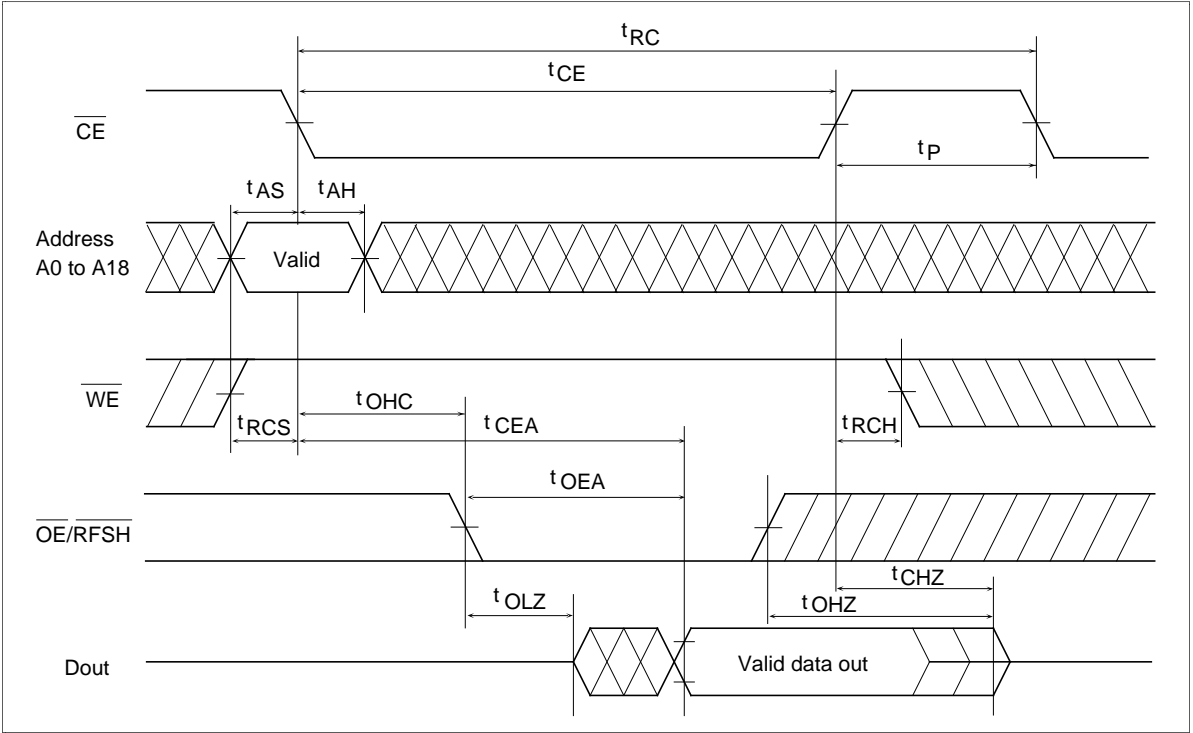 tRC
tCE
CE
tP
tAS
tAH
Address
A0 to A18
Valid
WE
tOHC
tRCS
tCEA
tRCH
tOEA
OE/RFSH
tCHZ
tOLZ
tOHZ
Dout
Valid data out